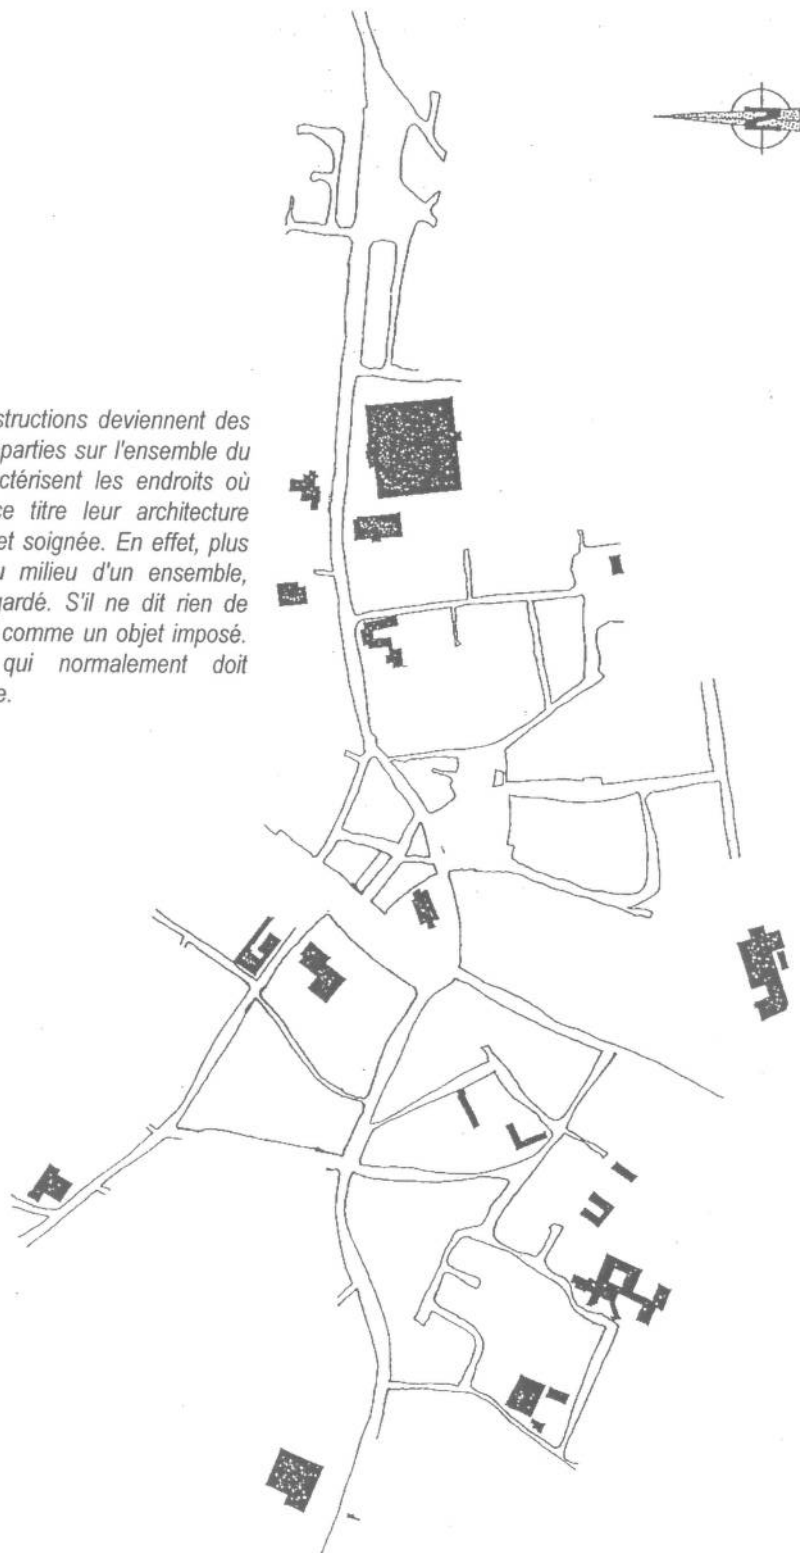 structions deviennent des
parties sur l'ensemble du
ctérisent les endroits où
ce titre leur architecture
et soignée. En effet, plus
u milieu d'un ensemble,
gardé. S'il ne dit rien de
comme un objet imposé.
qui normalement doit
e.
N